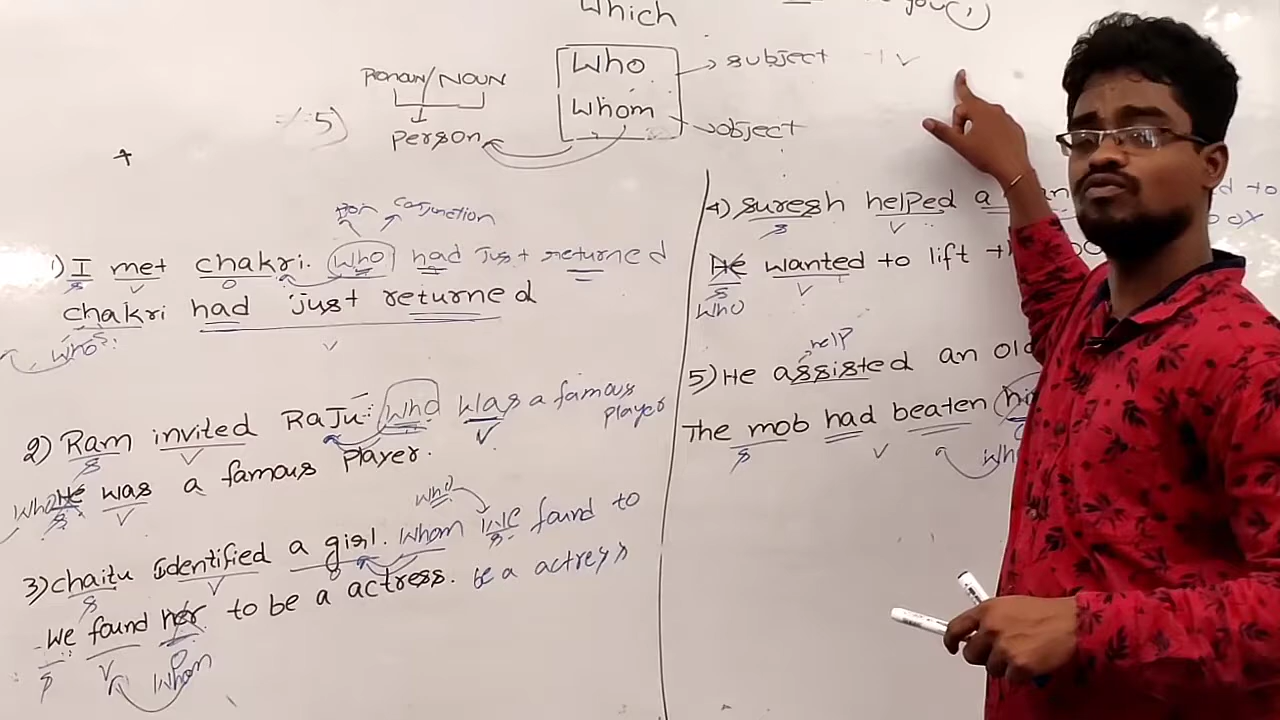 which
you(,)
who → subject - 1 v
whom → object
Pronoun/NOUN
5)
person
conjunction
1) I met chakri. who had just returned
s v o
chakri had just returned
who v
2) Ram invited RaJu. who was a famous player
s v v
who He was a famous player.
s v
who
3) chaitu Identified a girl. whom we found to be a actress
s v o s
we found her to be a actress.
s v o
whom
4) suresh helped a
s v
He wanted to lift
s v
who
help
5) He assisted an old
The mob had beaten
s v